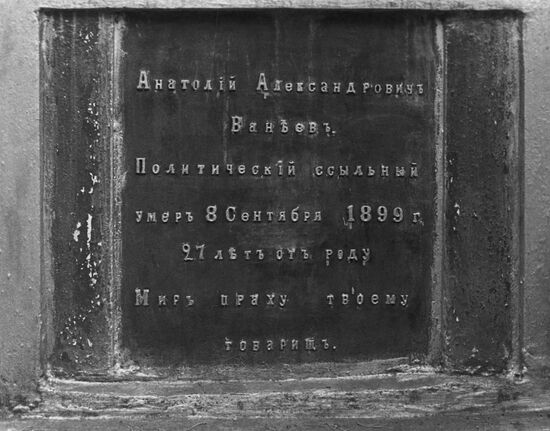 Анатолій Александровичъ
Ванѣевъ.
Политическій ссыльный
умеръ 8 Сентября 1899 г.
27 лѣтъ отъ роду
Миръ праху твоему
товарищъ.